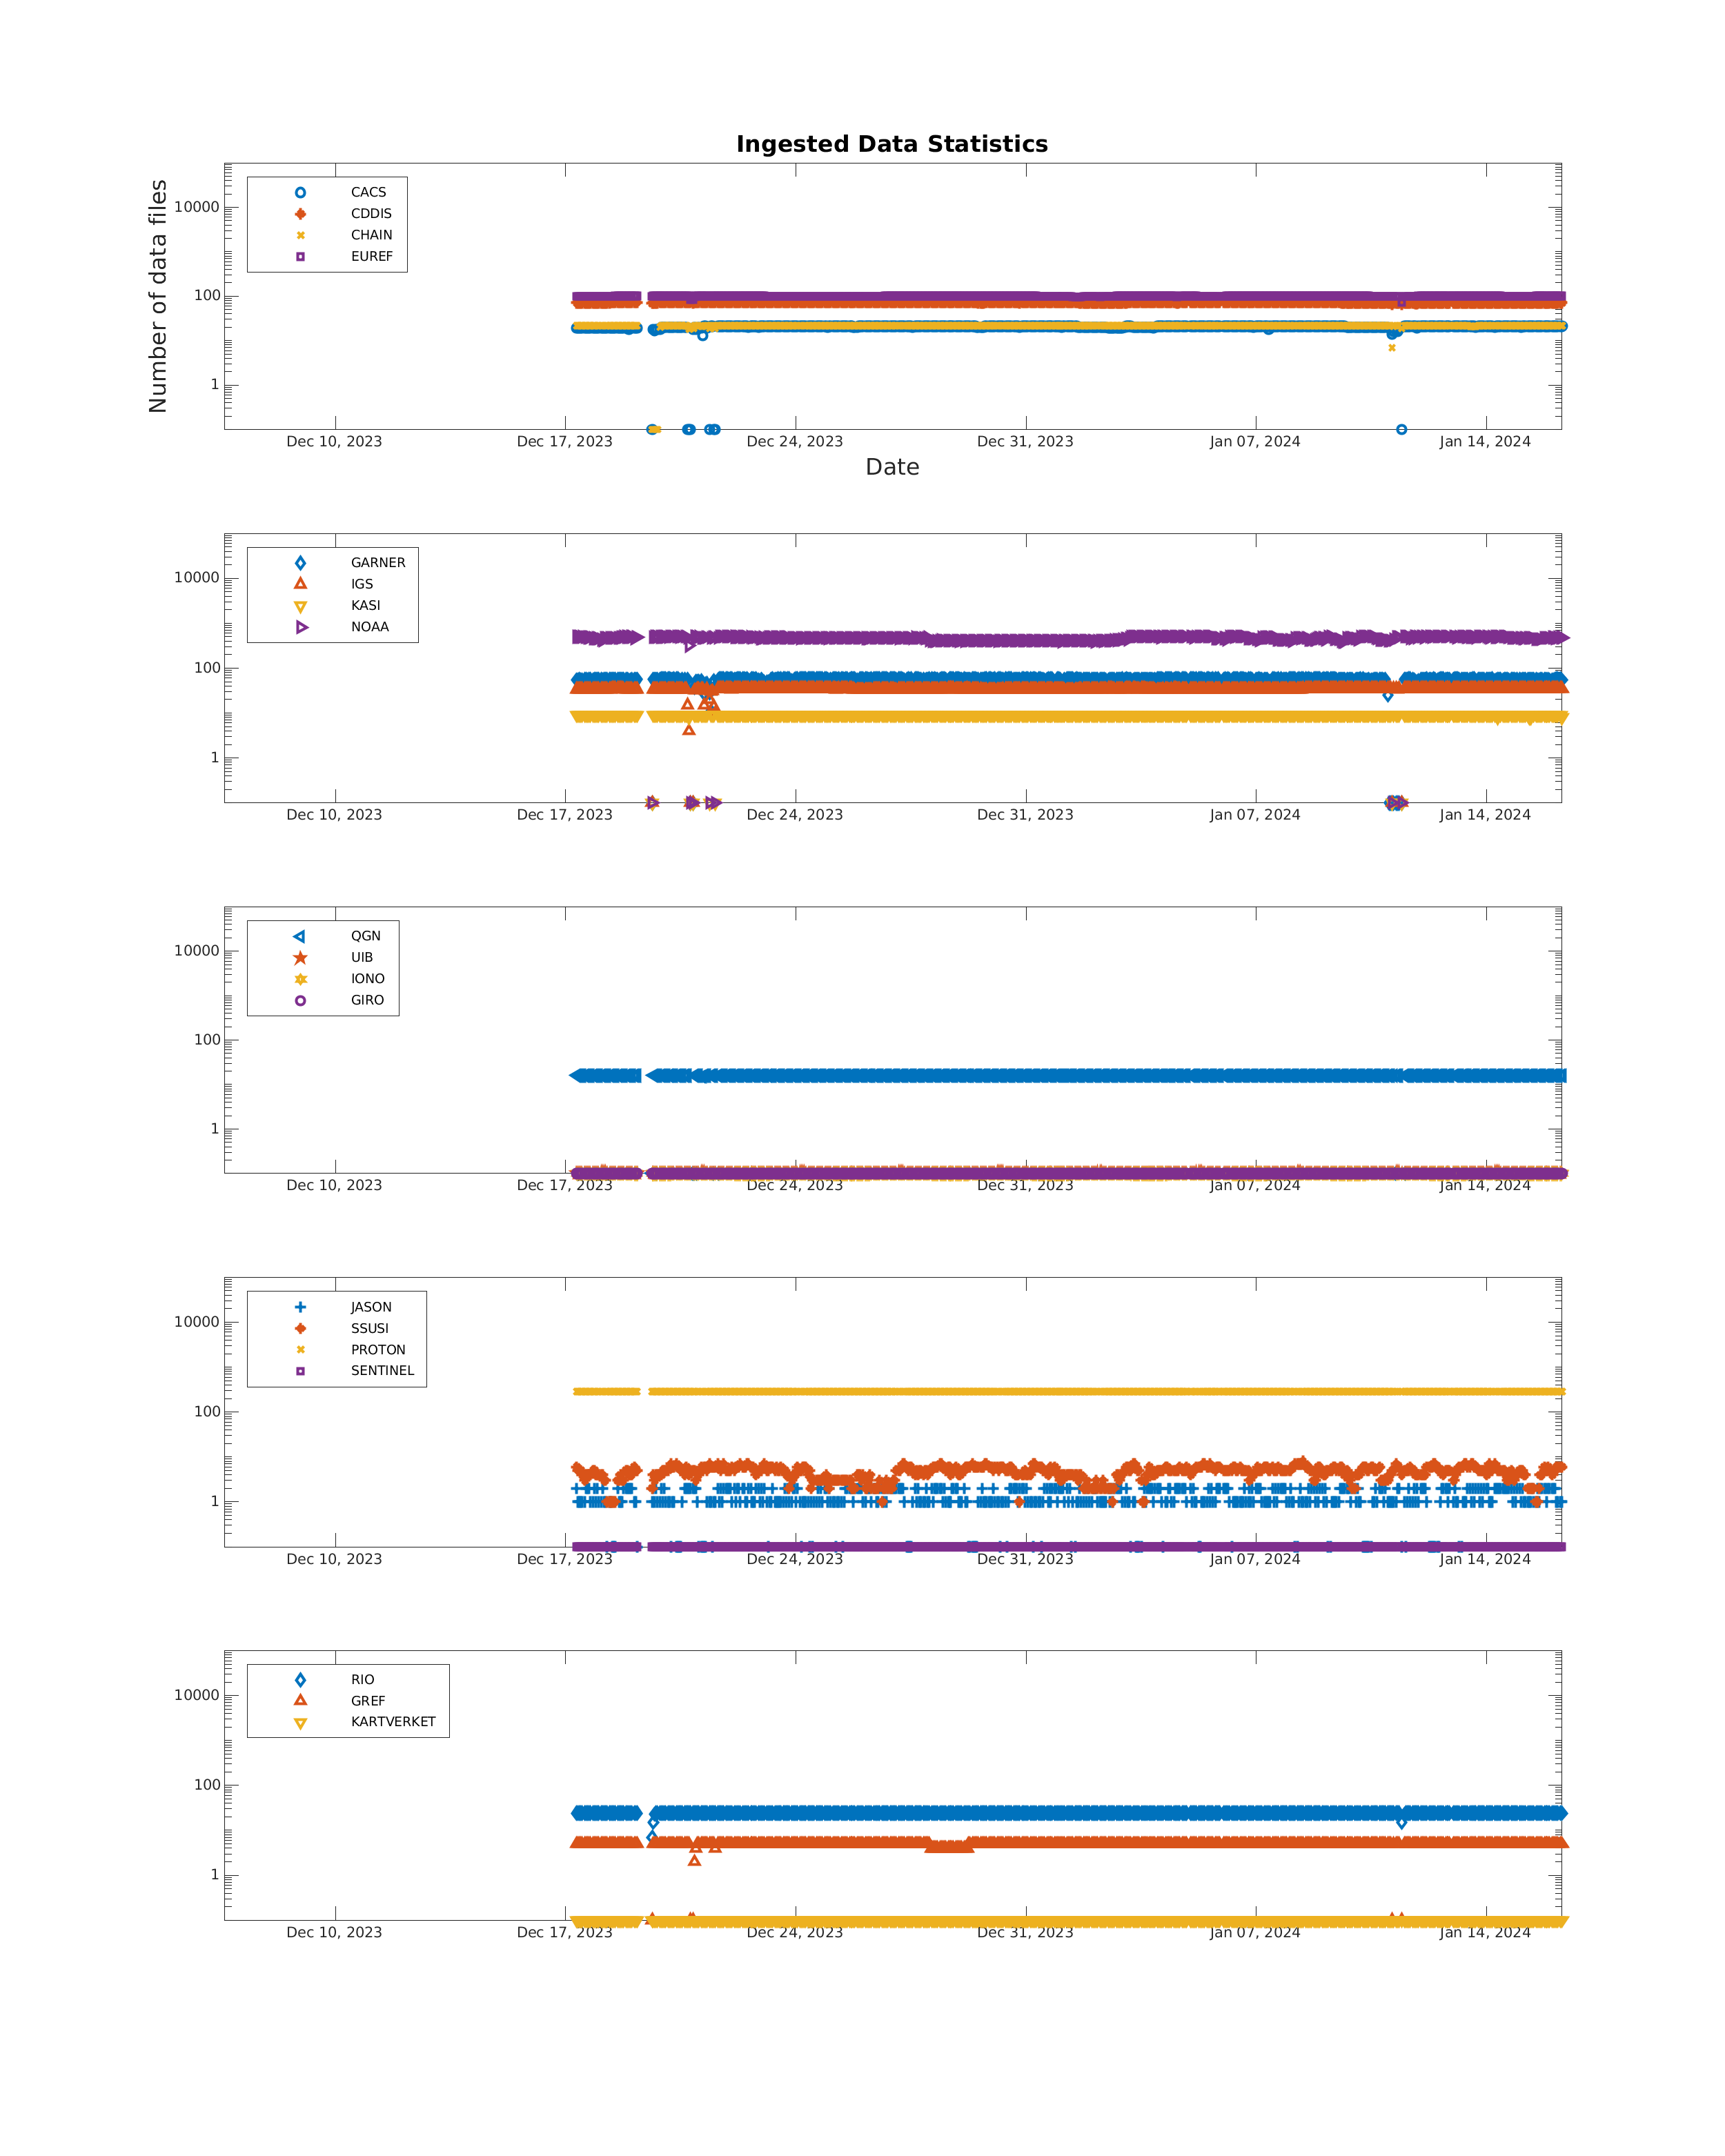 Ingested Data Statistics
Number of data files
10000
100
1
CACS
CDDIS
CHAIN
EUREF
Dec 10, 2023 Dec 17, 2023 Dec 24, 2023 Dec 31, 2023 Jan 07, 2024 Jan 14, 2024
Date
10000
100
1
GARNER
IGS
KASI
NOAA
Dec 10, 2023 Dec 17, 2023 Dec 24, 2023 Dec 31, 2023 Jan 07, 2024 Jan 14, 2024
10000
100
1
QGN
UIB
IONO
GIRO
Dec 10, 2023 Dec 17, 2023 Dec 24, 2023 Dec 31, 2023 Jan 07, 2024 Jan 14, 2024
10000
100
1
JASON
SSUSI
PROTON
SENTINEL
Dec 10, 2023 Dec 17, 2023 Dec 24, 2023 Dec 31, 2023 Jan 07, 2024 Jan 14, 2024
10000
100
1
RIO
GREF
KARTVERKET
Dec 10, 2023 Dec 17, 2023 Dec 24, 2023 Dec 31, 2023 Jan 07, 2024 Jan 14, 2024